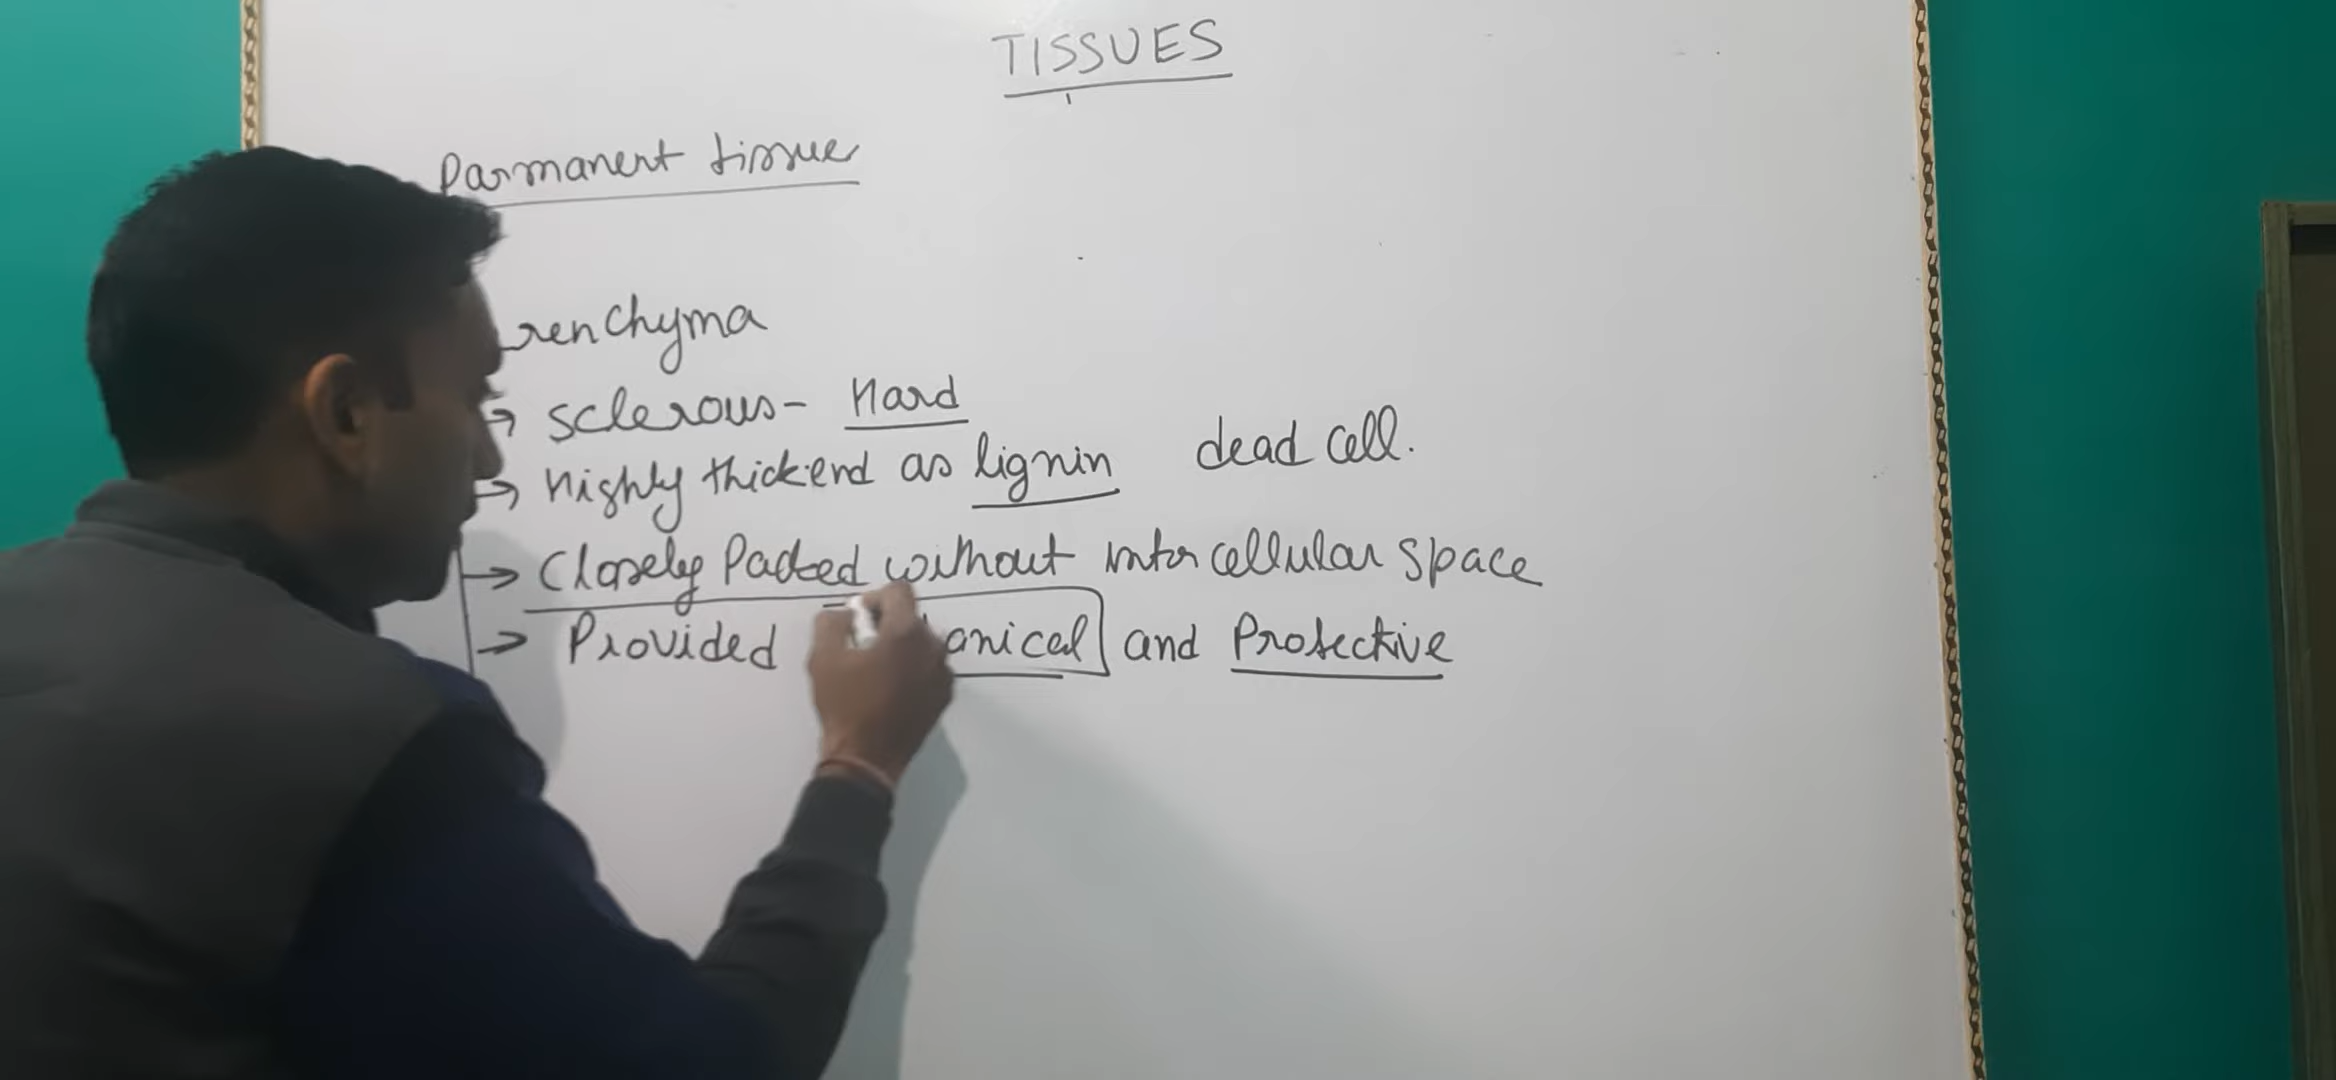 TISSUES
Parmanent tissue
renchyma
→ sclerous- Hard
→ Highly thickend as lignin dead cell.
→ Closely Packed without inter cellular space
→ Provided anical and Protective